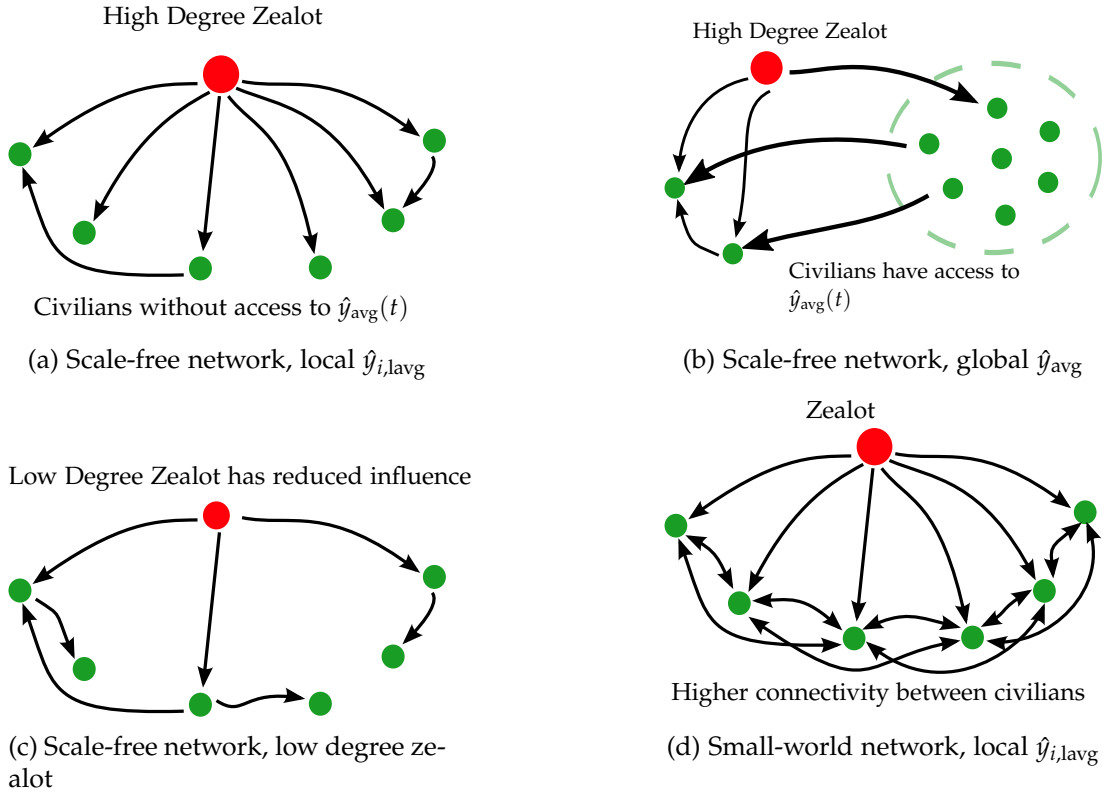 High Degree Zealot
Civilians without access to ŷavg(t)
(a) Scale-free network, local ŷi,lavg
High Degree Zealot
Civilians have access to
ŷavg(t)
(b) Scale-free network, global ŷavg
Low Degree Zealot has reduced influence
(c) Scale-free network, low degree ze-
alot
Zealot
Higher connectivity between civilians
(d) Small-world network, local ŷi,lavg